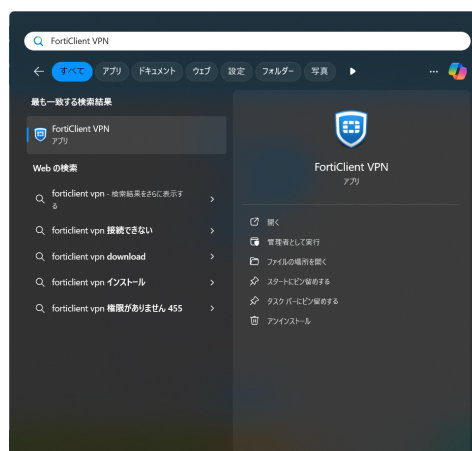 FortiClient VPN
すべて アプリ ドキュメント ウェブ 設定 フォルダー 写真
最も一致する検索結果
FortiClient VPN
アプリ
Web の検索
forticlient vpn - 検索結果をさらに表示す
る
forticlient vpn 接続できない
forticlient vpn download
forticlient vpn インストール
forticlient vpn 権限がありません 455
FortiClient VPN
アプリ
開く
管理者として実行
ファイルの場所を開く
スタートにピン留めする
タスク バーにピン留めする
アンインストール